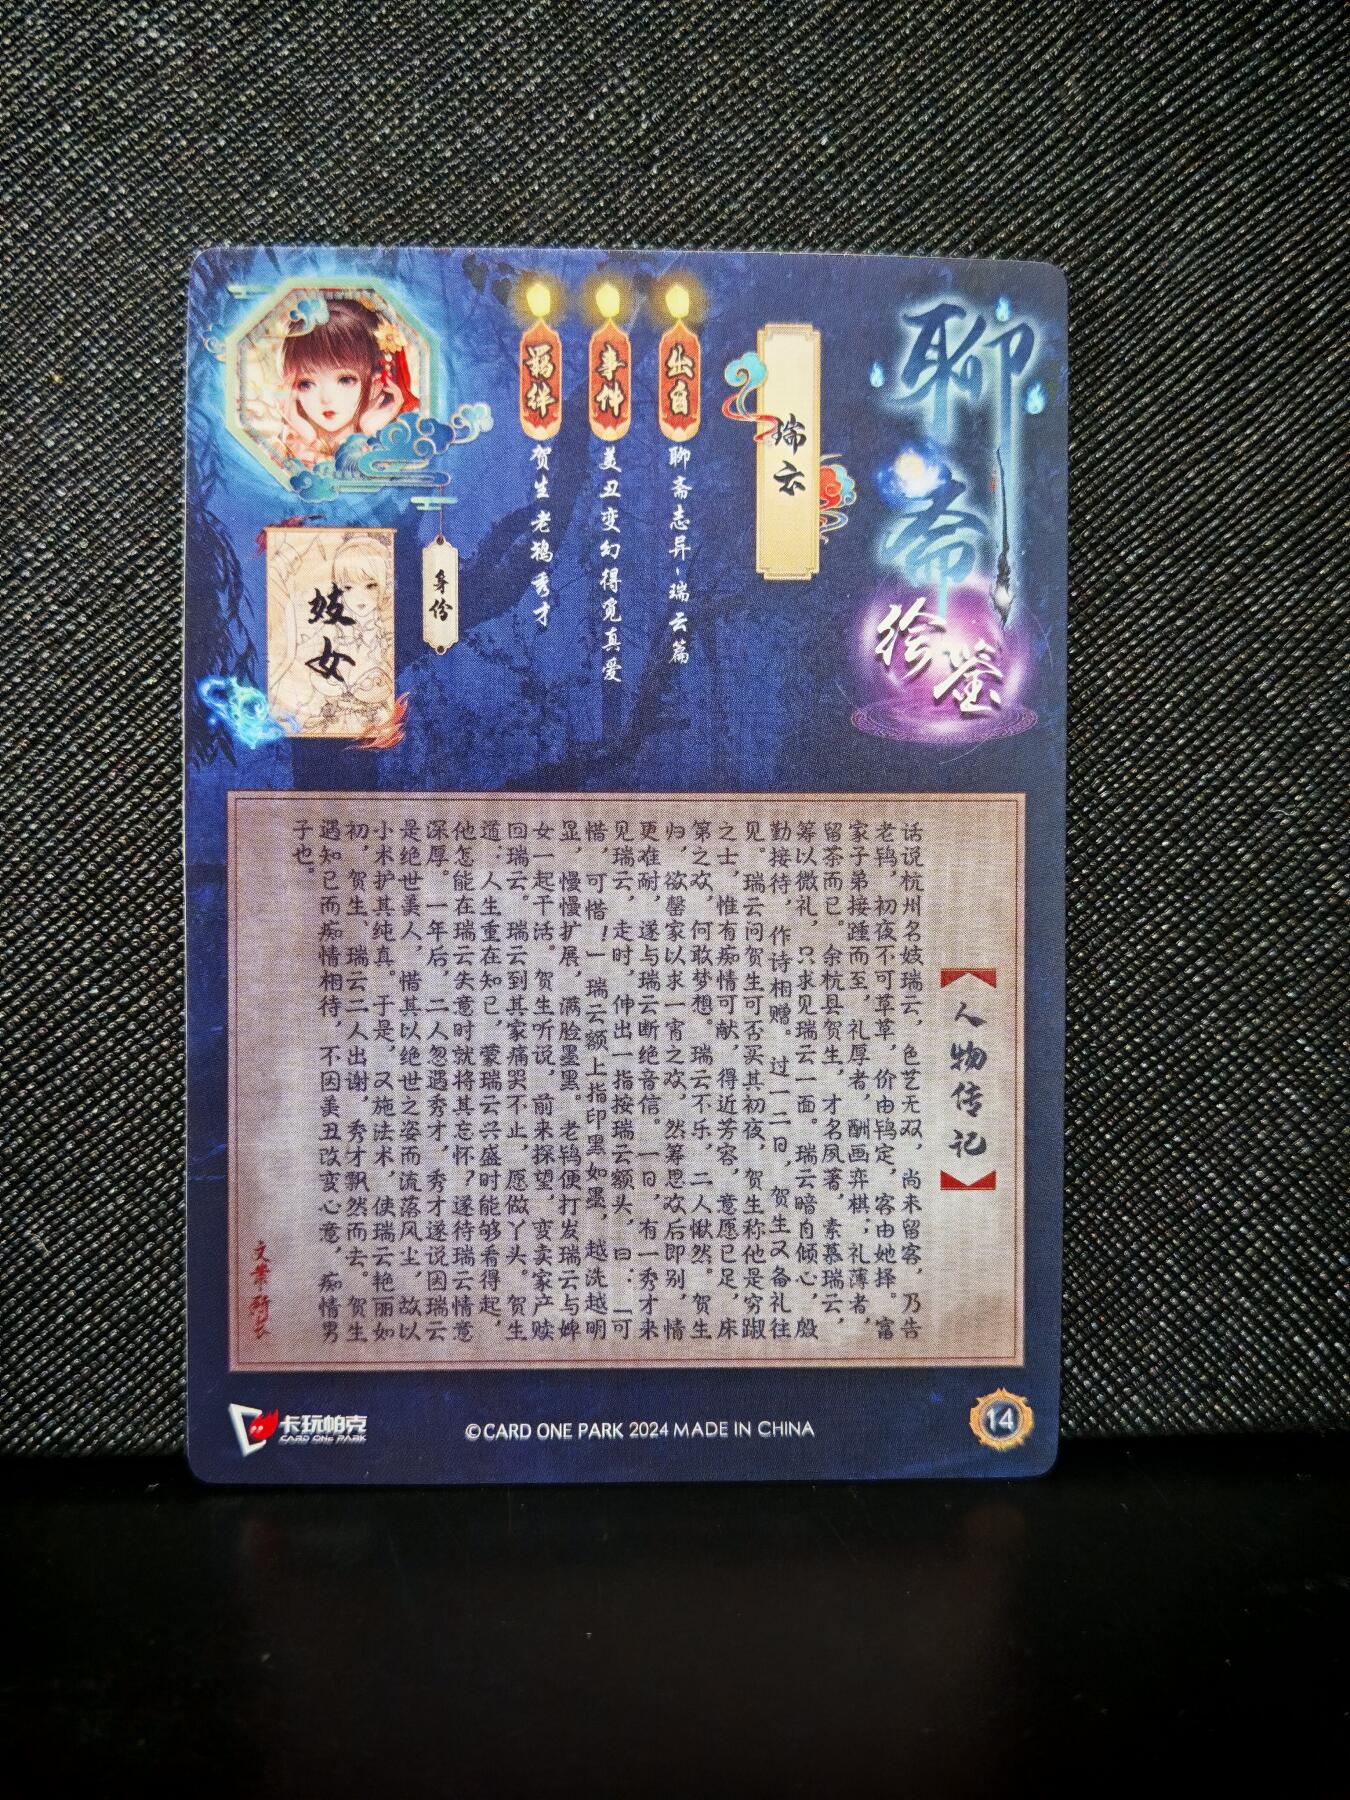 聊斋
绘鉴
瑞云
出自
聊斋志异-瑞云篇
事件
美丑变幻得觅真爱
羁绊
贺生 老鸨 秀才
身份
妓女
【人物传记】
话说杭州名妓瑞云，色艺无双，尚未留客，乃告
老鸨，初夜不可草草，价由鸨定，客由她择。富
家子弟接踵而至，礼厚者，酬画弈棋；礼薄者，
留茶而已。余杭县贺生，才名夙著，素慕瑞云，
筹以微礼，只求见瑞云一面。瑞云暗自倾心，殷
勤接待，作诗相赠。过一二日，贺生又备礼往
见。瑞云问贺生可否买其初夜，贺生称他是穷踧
之士，惟有痴情可献，得近芳容，意愿已足，床
第之欢，何敢梦想。瑞云不乐，二人愀然。贺生
归，欲罄家以求一宵之欢，然筹思欢后即别，情
更难耐，遂与瑞云断绝音信。一日，有一秀才来
见瑞云，走时，伸出一指按瑞云额头，曰：“可
惜，可惜！”瑞云额上指印黑如墨，越洗越明
显，慢慢扩展，满脸墨黑。老鸨便打发瑞云与婢
女一起干活。贺生听说，前来探望，变卖家产赎
回瑞云。瑞云到其家痛哭不止，愿做丫头。贺生
道：人生重在知己，蒙瑞云兴盛时能够看得起，
他怎能在瑞云失意时就将其忘怀？遂待瑞云情意
深厚。一年后，二人忽遇秀才，秀才遂说因瑞云
是绝世美人，惜其以绝世之姿而流落风尘，故以
小术护其纯真。于是，又施法术，使瑞云艳丽如
初，贺生、瑞云二人出谢，秀才飘然而去。贺生
遇知己而痴情相待，不因美丑改变心意，痴情男
子也。
卡玩帕克
CARD ONE PARK
©CARD ONE PARK 2024 MADE IN CHINA
14